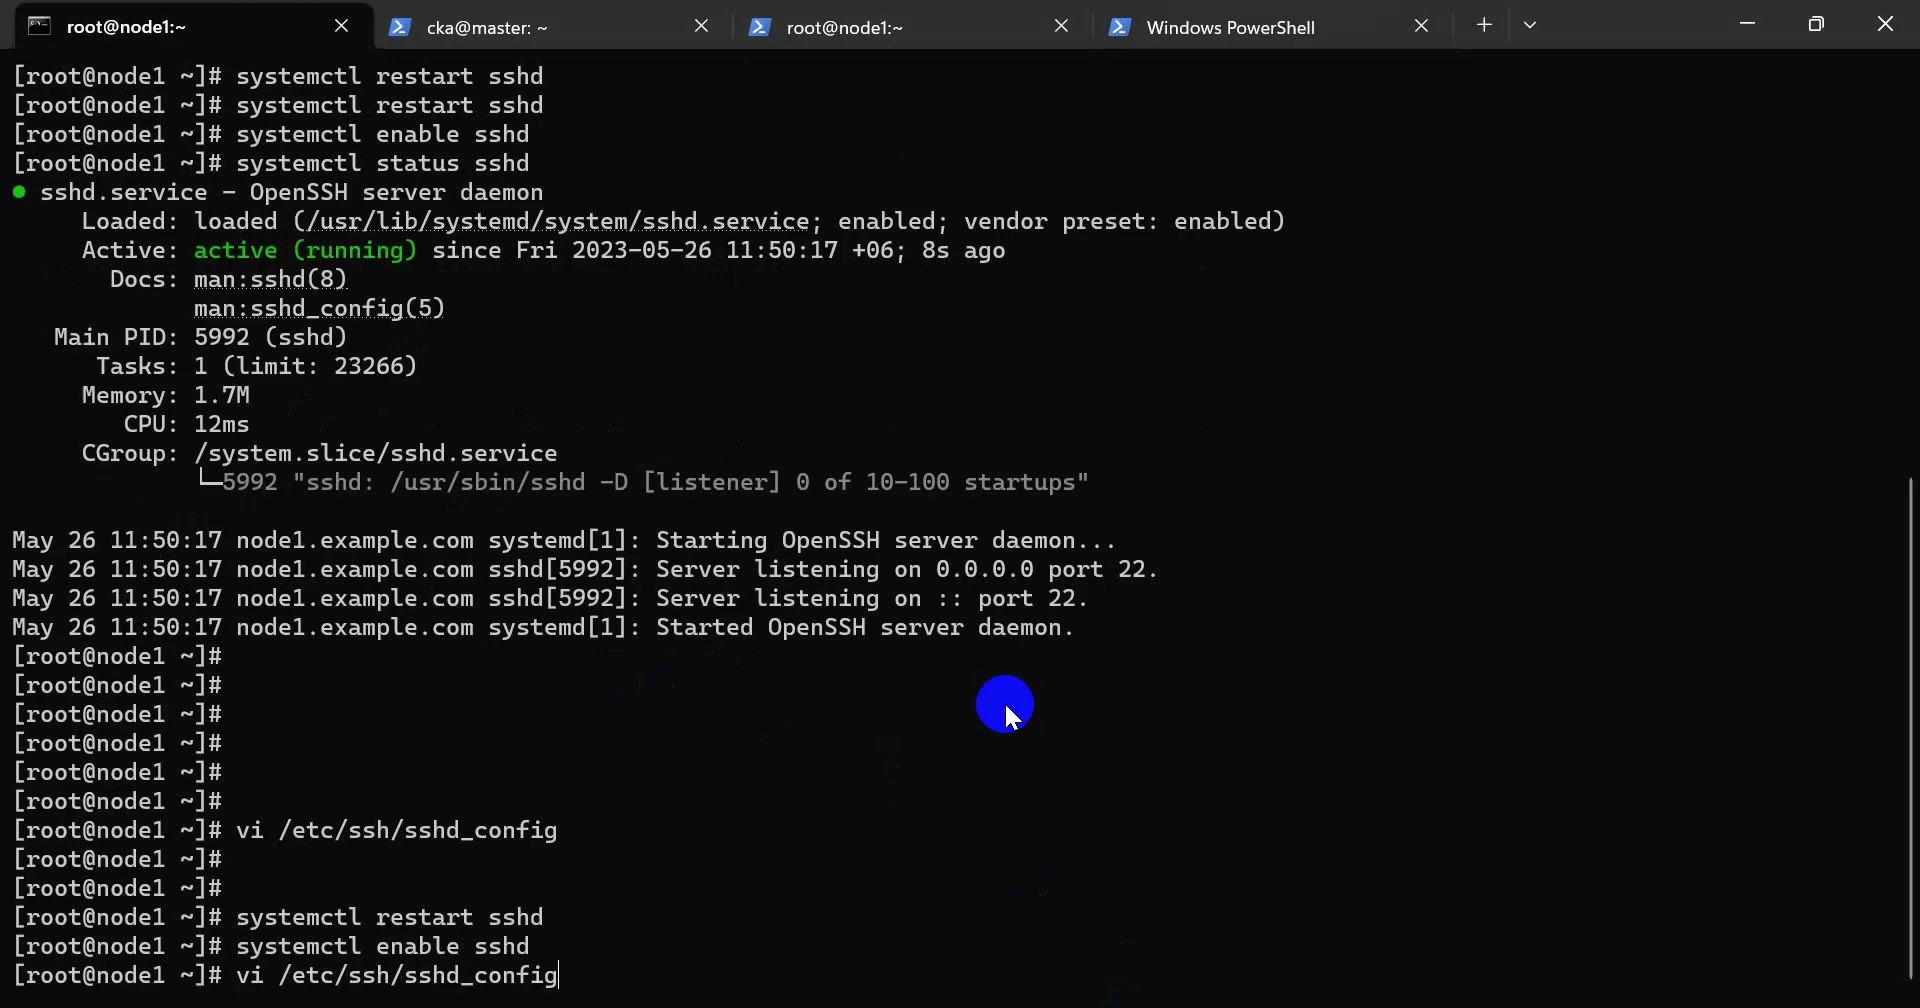 root@node1:~
cka@master: ~
root@node1:~
Windows PowerShell
[root@node1 ~]# systemctl restart sshd
[root@node1 ~]# systemctl restart sshd
[root@node1 ~]# systemctl enable sshd
[root@node1 ~]# systemctl status sshd
● sshd.service - OpenSSH server daemon
Loaded: loaded (/usr/lib/systemd/system/sshd.service; enabled; vendor preset: enabled)
Active: active (running) since Fri 2023-05-26 11:50:17 +06; 8s ago
Docs: man:sshd(8)
man:sshd_config(5)
Main PID: 5992 (sshd)
Tasks: 1 (limit: 23266)
Memory: 1.7M
CPU: 12ms
CGroup: /system.slice/sshd.service
└─5992 "sshd: /usr/sbin/sshd -D [listener] 0 of 10-100 startups"
May 26 11:50:17 node1.example.com systemd[1]: Starting OpenSSH server daemon...
May 26 11:50:17 node1.example.com sshd[5992]: Server listening on 0.0.0.0 port 22.
May 26 11:50:17 node1.example.com sshd[5992]: Server listening on :: port 22.
May 26 11:50:17 node1.example.com systemd[1]: Started OpenSSH server daemon.
[root@node1 ~]#
[root@node1 ~]#
[root@node1 ~]#
[root@node1 ~]#
[root@node1 ~]#
[root@node1 ~]#
[root@node1 ~]# vi /etc/ssh/sshd_config
[root@node1 ~]#
[root@node1 ~]#
[root@node1 ~]# systemctl restart sshd
[root@node1 ~]# systemctl enable sshd
[root@node1 ~]# vi /etc/ssh/sshd_config